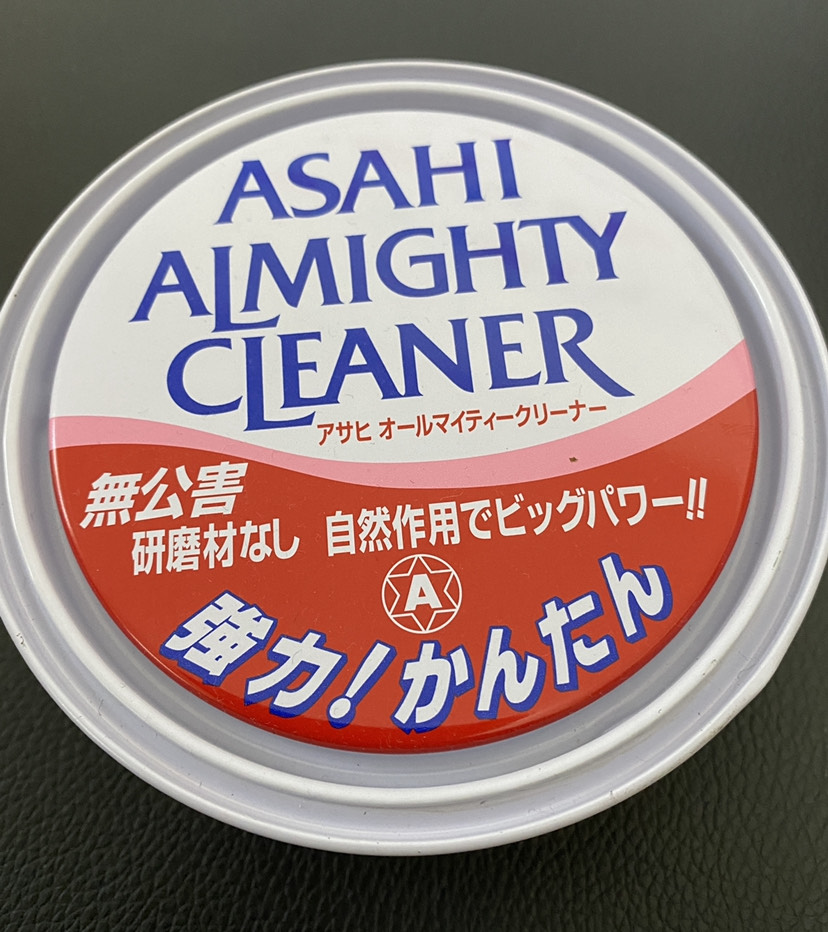 ASAHI
ALMIGHTY
CLEANER
アサヒ オールマイティークリーナー
無公害
研磨材なし 自然作用でビッグパワー!!
A
強力!かんたん